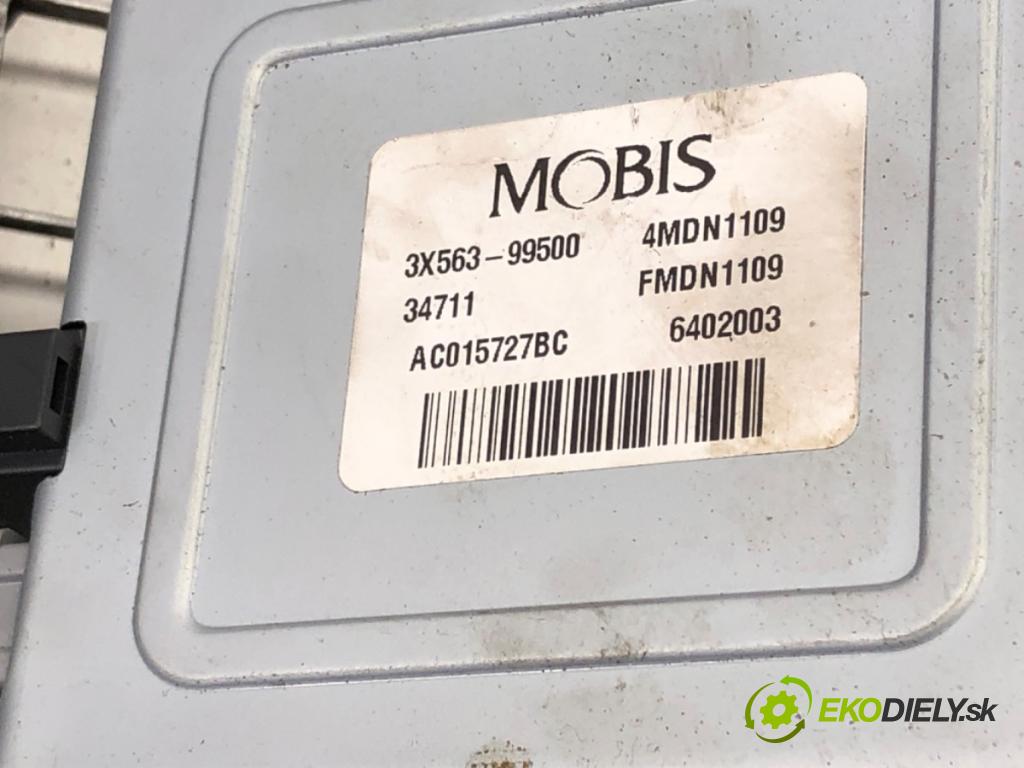 MOBIS
3X563-99500 4MDN1109
34711 FMDN1109
AC015727BC 6402003
EKODIELY.sk